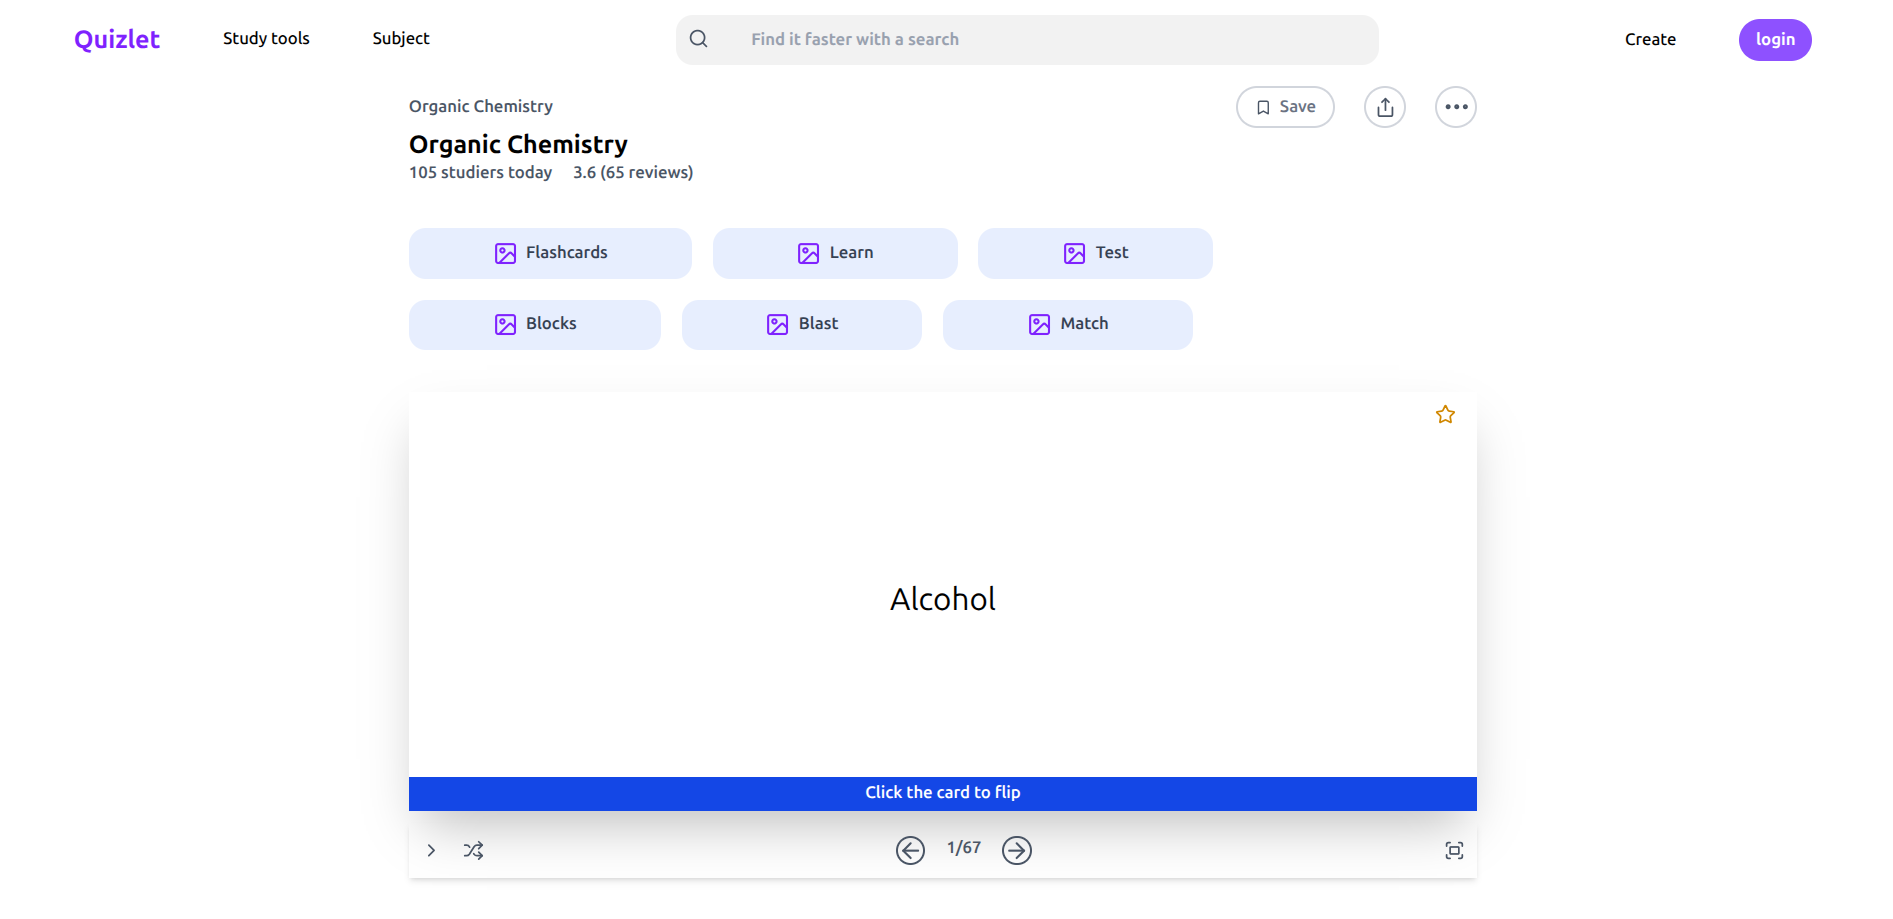 Quizlet
Study tools
Subject
Find it faster with a search
Create
login
Organic Chemistry
Save
Organic Chemistry
105 studiers today 3.6 (65 reviews)
Flashcards
Learn
Test
Blocks
Blast
Match
Alcohol
Click the card to flip
1/67